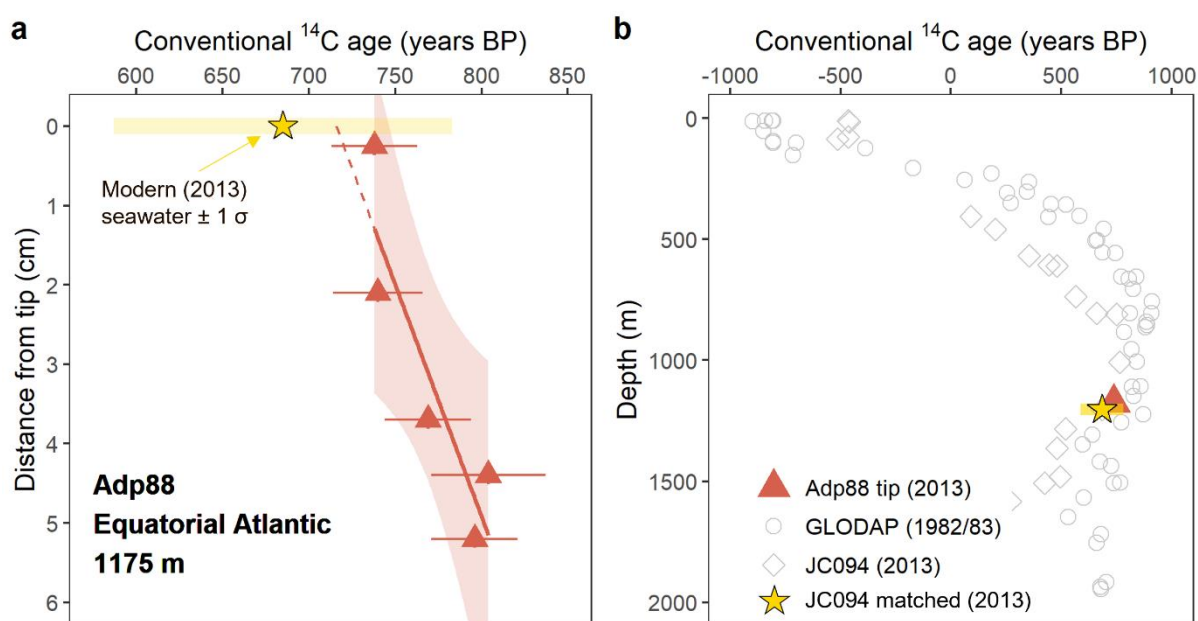 a
Conventional ¹⁴C age (years BP)
600 650 700 750 800 850
0
1
2
3
4
5
6
Distance from tip (cm)
Modern (2013)
seawater ± 1 σ
Adp88
Equatorial Atlantic
1175 m
b
Conventional ¹⁴C age (years BP)
-1000 -500 0 500 1000
0
500
1000
1500
2000
Depth (m)
Adp88 tip (2013)
GLODAP (1982/83)
JC094 (2013)
JC094 matched (2013)